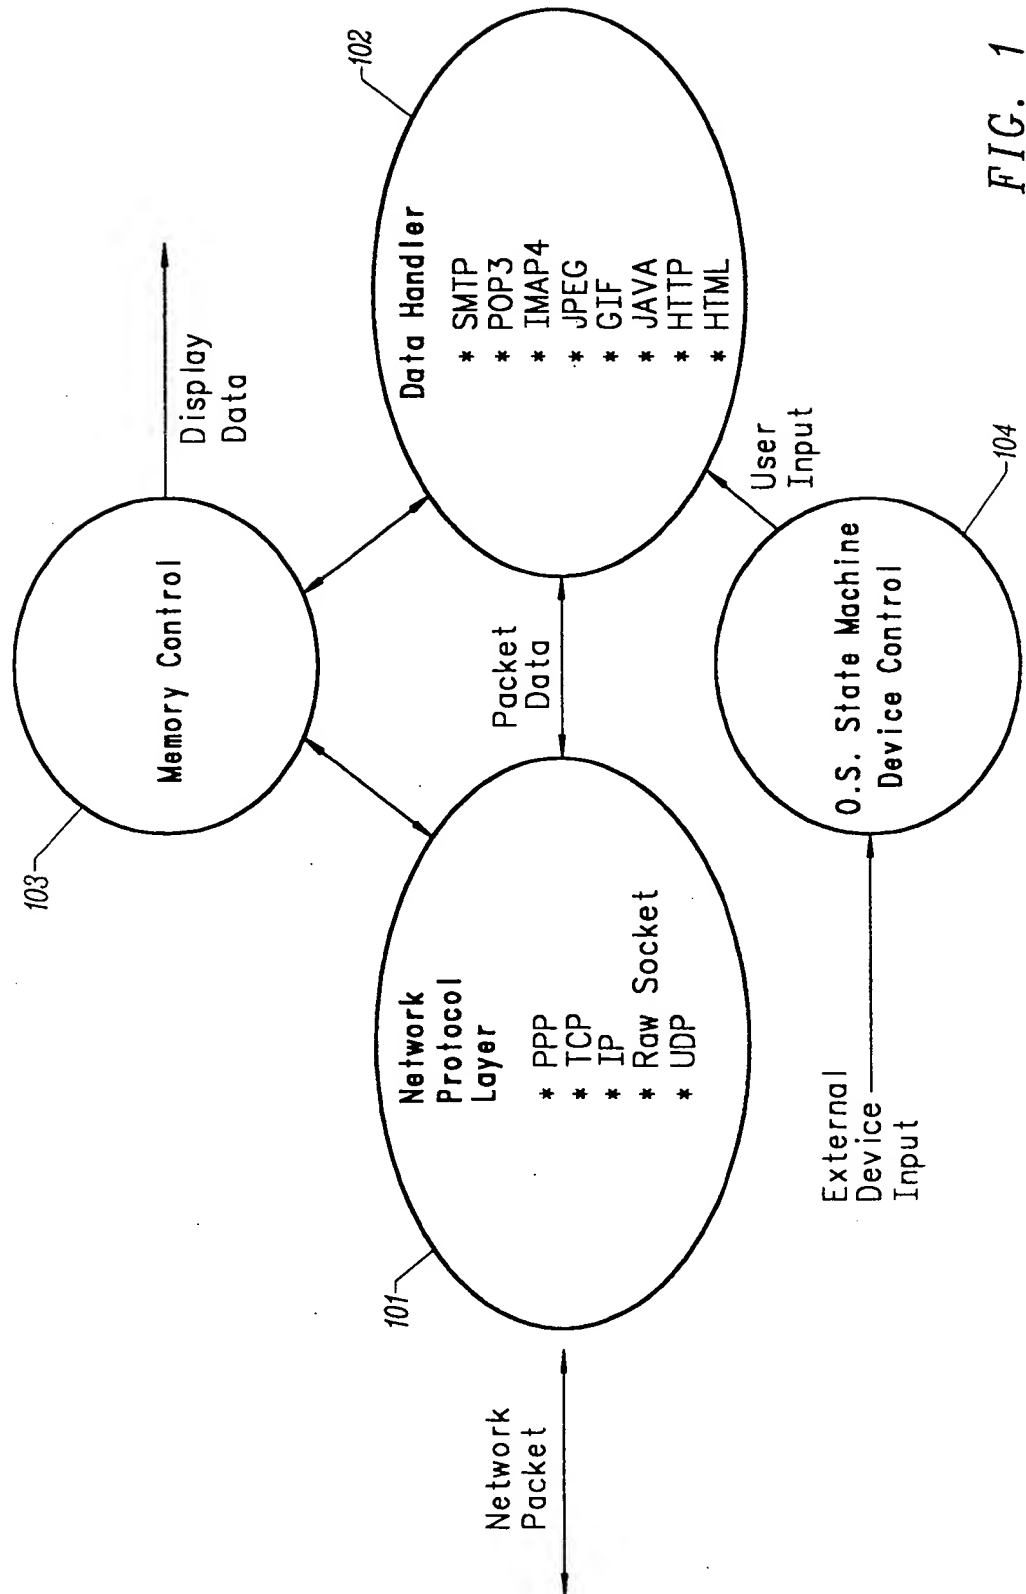 103
Memory Control
Display
Data
102
Data Handler
* SMTP
* POP3
* IMAP4
* JPEG
* GIF
* JAVA
* HTTP
* HTML
Packet
Data
101
Network
Protocol
Layer
* PPP
* TCP
* IP
* Raw Socket
* UDP
Network
Packet
User
Input
External
Device
Input
O.S. State Machine
Device Control
104
FIG. 1